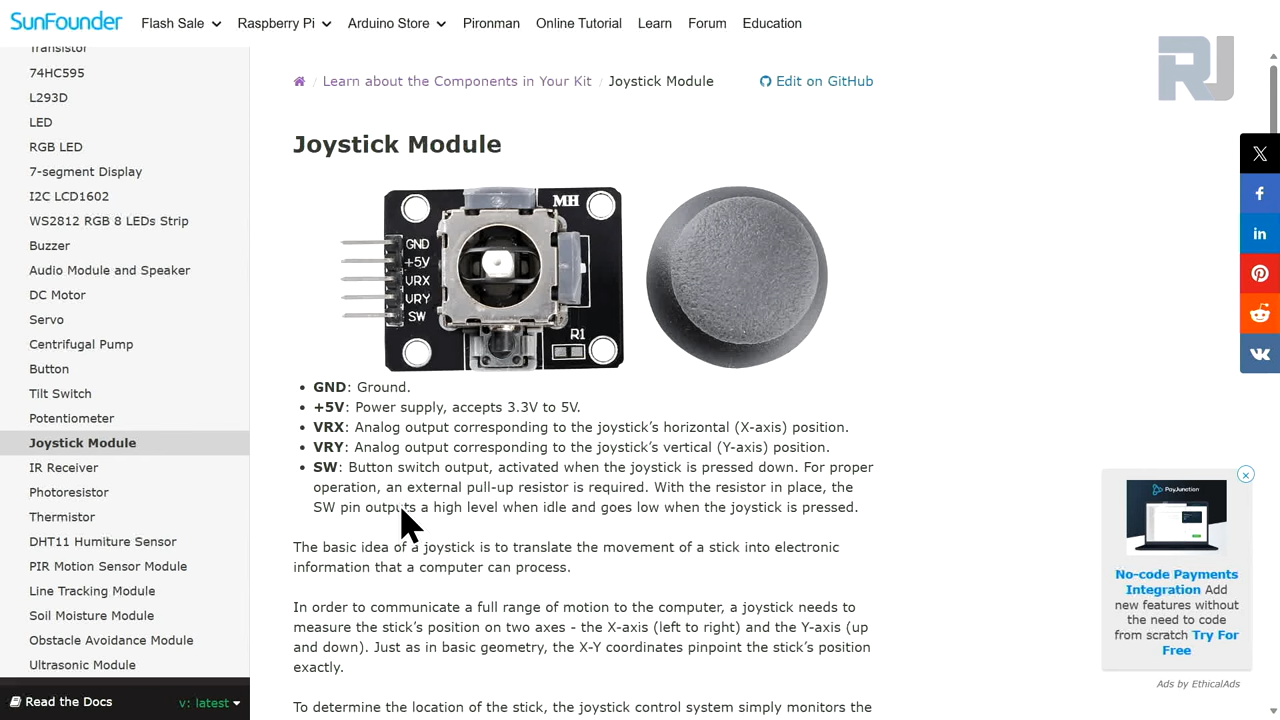 SunFounder
Flash Sale
Raspberry Pi
Arduino Store
Pironman
Online Tutorial
Learn
Forum
Education
RJ
Transistor
74HC595
L293D
LED
RGB LED
7-segment Display
I2C LCD1602
WS2812 RGB 8 LEDs Strip
Buzzer
Audio Module and Speaker
DC Motor
Servo
Centrifugal Pump
Button
Tilt Switch
Potentiometer
Joystick Module
IR Receiver
Photoresistor
Thermistor
DHT11 Humiture Sensor
PIR Motion Sensor Module
Line Tracking Module
Soil Moisture Module
Obstacle Avoidance Module
Ultrasonic Module
Read the Docs
v: latest
/ Learn about the Components in Your Kit / Joystick Module
Edit on GitHub
Joystick Module
MH
GND
+5V
VRX
VRY
SW
R1
• GND: Ground.
• +5V: Power supply, accepts 3.3V to 5V.
• VRX: Analog output corresponding to the joystick’s horizontal (X-axis) position.
• VRY: Analog output corresponding to the joystick’s vertical (Y-axis) position.
• SW: Button switch output, activated when the joystick is pressed down. For proper
operation, an external pull-up resistor is required. With the resistor in place, the
SW pin outputs a high level when idle and goes low when the joystick is pressed.
The basic idea of a joystick is to translate the movement of a stick into electronic
information that a computer can process.
In order to communicate a full range of motion to the computer, a joystick needs to
measure the stick’s position on two axes - the X-axis (left to right) and the Y-axis (up
and down). Just as in basic geometry, the X-Y coordinates pinpoint the stick’s position
exactly.
To determine the location of the stick, the joystick control system simply monitors the
PayJunction
No-code Payments
Integration Add
new features without
the need to code
from scratch Try For
Free
Ads by EthicalAds